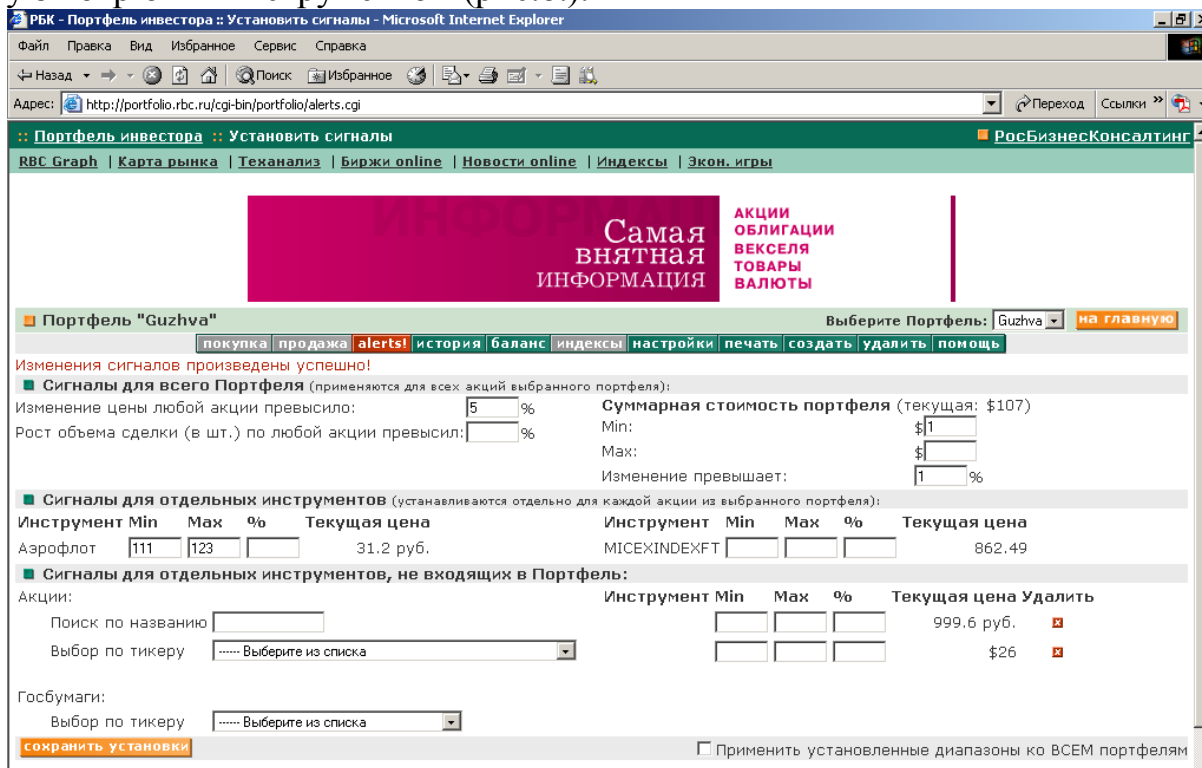 РБК - Портфель инвестора :: Установить сигналы - Microsoft Internet Explorer
Файл Правка Вид Избранное Сервис Справка
Назад Поиск Избранное
Адрес: http://portfolio.rbc.ru/cgi-bin/portfolio/alerts.cgi Переход Ссылки »
:: Портфель инвестора :: Установить сигналы РосБизнесКонсалтинг
RBC Graph | Карта рынка | Теханализ | Биржи online | Новости online | Индексы | Экон. игры
ИНФОРМАЦ
Самая
внятная
ИНФОРМАЦИЯ
АКЦИИ
ОБЛИГАЦИИ
ВЕКСЕЛЯ
ТОВАРЫ
ВАЛЮТЫ
Портфель "Guzhva" Выберите Портфель: Guzhva на главную
покупка продажа alerts! история баланс индексы настройки печать создать удалить помощь
Изменения сигналов произведены успешно!
Сигналы для всего Портфеля (применяются для всех акций выбранного портфеля):
Изменение цены любой акции превысило: 5 % Суммарная стоимость портфеля (текущая: $107)
Рост объема сделки (в шт.) по любой акции превысил: % Min: $ 1
Max: $
Изменение превышает: 1 %
Сигналы для отдельных инструментов (устанавливаются отдельно для каждой акции из выбранного портфеля):
Инструмент Min Max % Текущая цена Инструмент Min Max % Текущая цена
Аэрофлот 111 123 31.2 руб. MICEXINDEXFT 862.49
Сигналы для отдельных инструментов, не входящих в Портфель:
Акции: Инструмент Min Max % Текущая цена Удалить
Поиск по названию 999.6 руб. x
Выбор по тикеру ------ Выберите из списка $26 x
Госбумаги:
Выбор по тикеру ------ Выберите из списка
сохранить установки Применить установленные диапазоны ко ВСЕМ портфелям